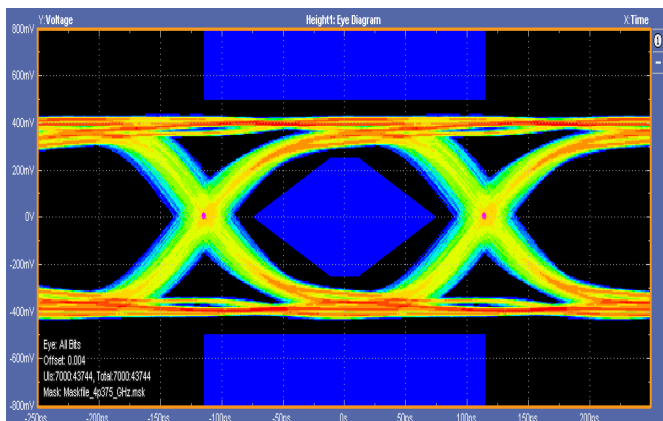 Y:Voltage Height1: Eye Diagram X:Time
800mV
600mV
400mV
200mV
0V
-200mV
-400mV
-600mV
-800mV
Eye: All Bits
Offset: 0.004
UIs:7000:43744, Total:7000:43744
Mask: Maskfile_4p375_GHz.msk
-250ps -200ps -150ps -100ps -50ps 0s 50ps 100ps 150ps 200ps